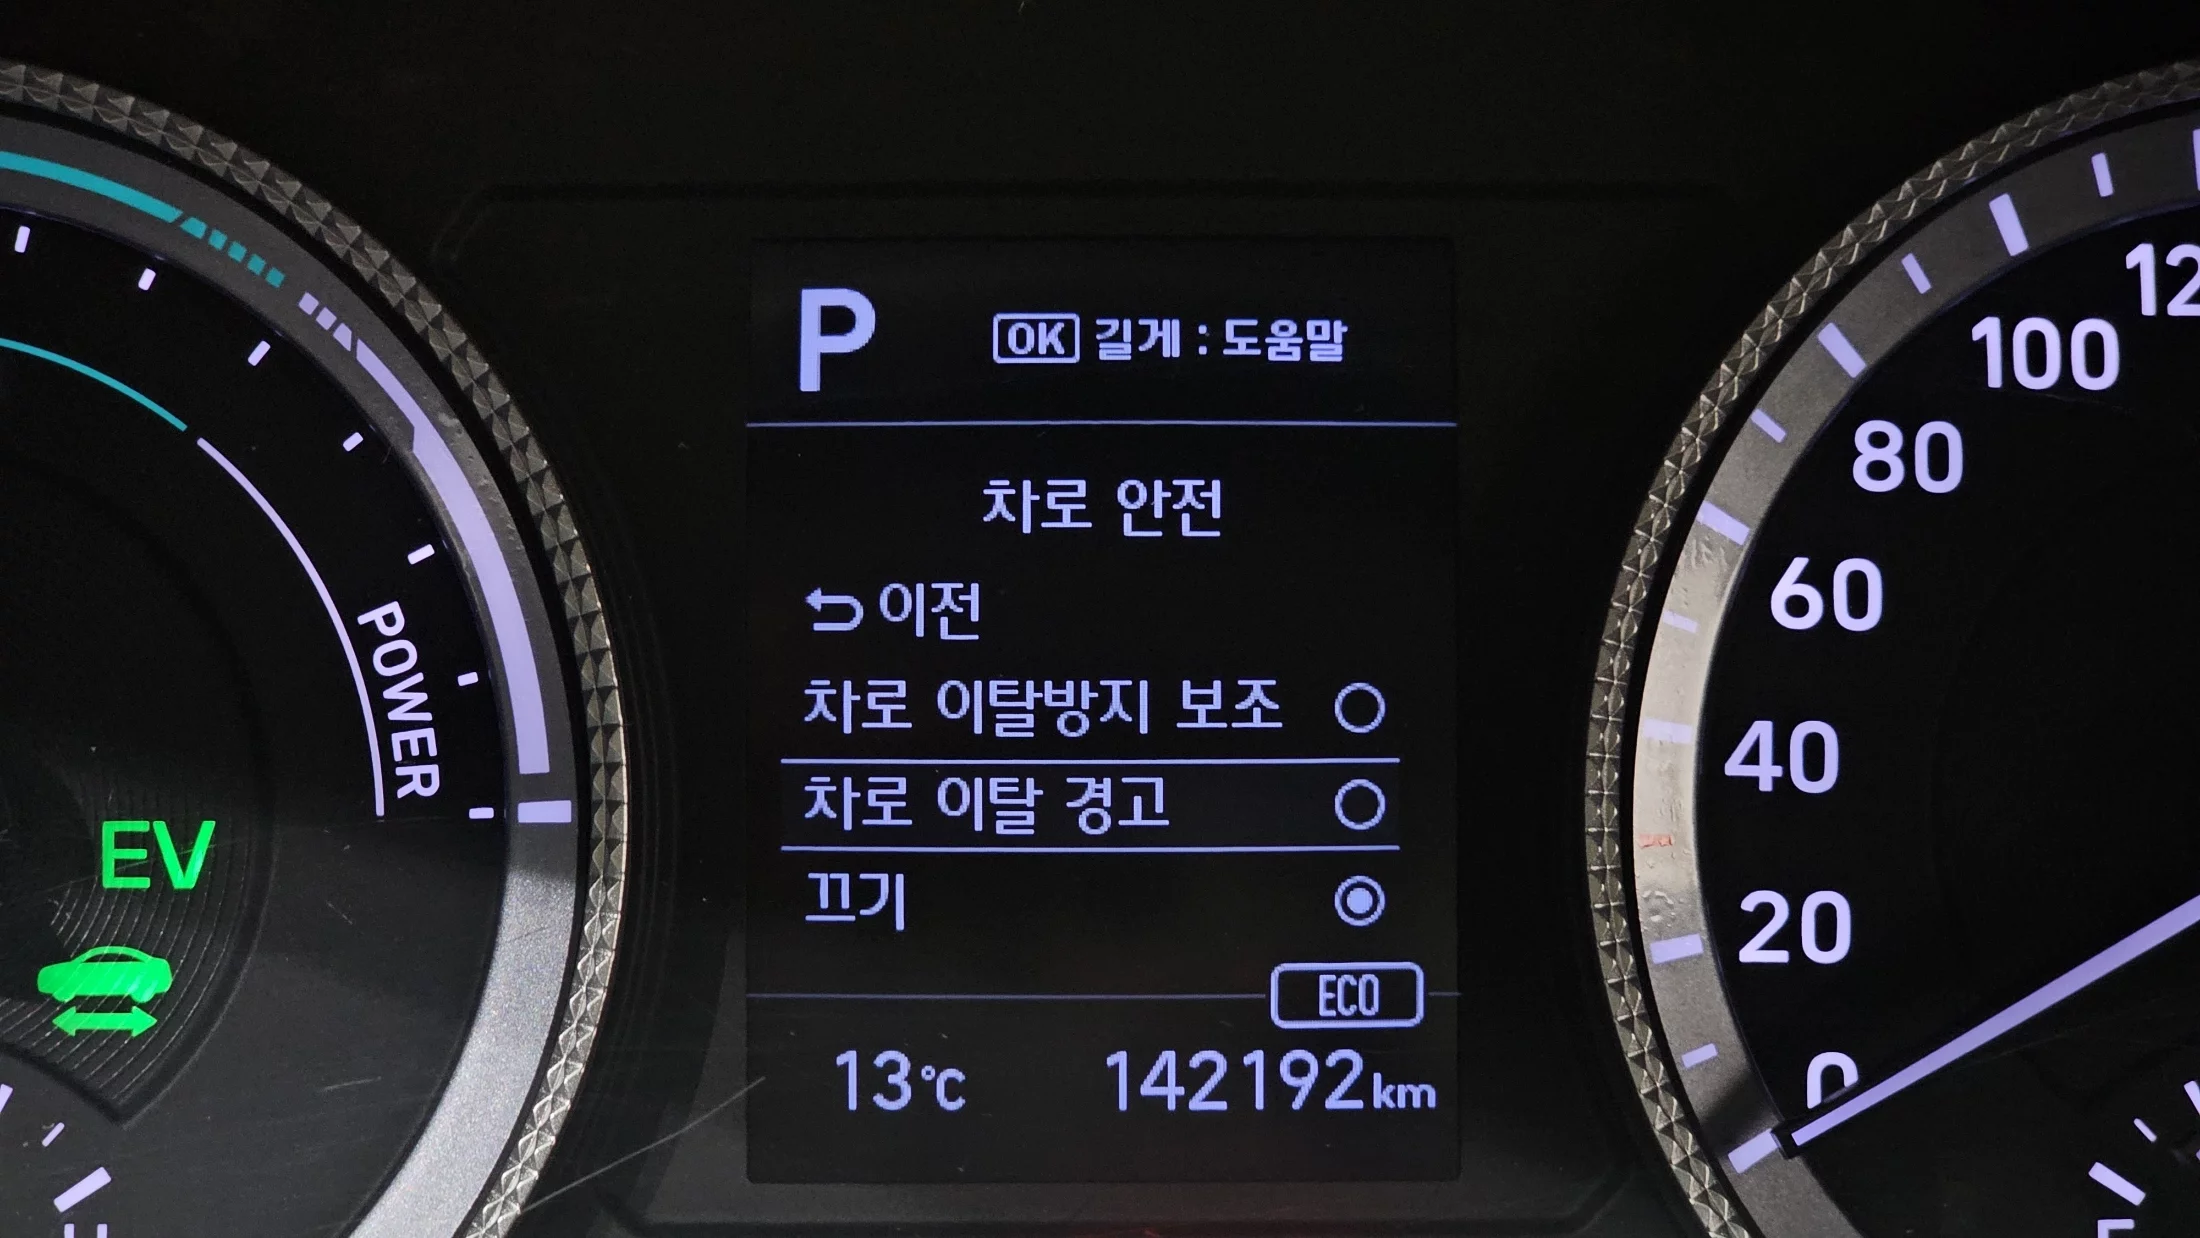 P
OK 길게 : 도움말
차로 안전
이전
차로 이탈방지 보조
차로 이탈 경고
끄기
ECO
13℃ 142192km
POWER
EV
100
80
60
40
20
0